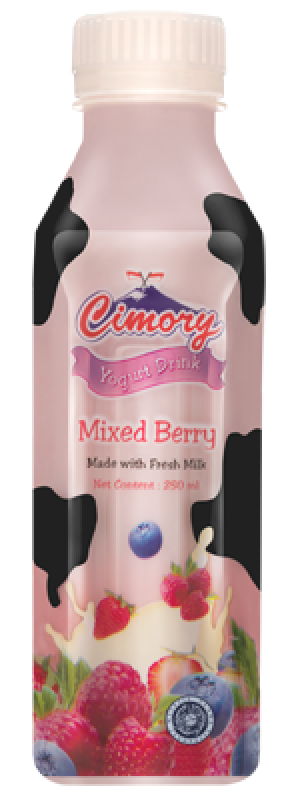 Cimory
Yogurt Drink
Mixed Berry
Made with Fresh Milk
Net Content : 250 ml